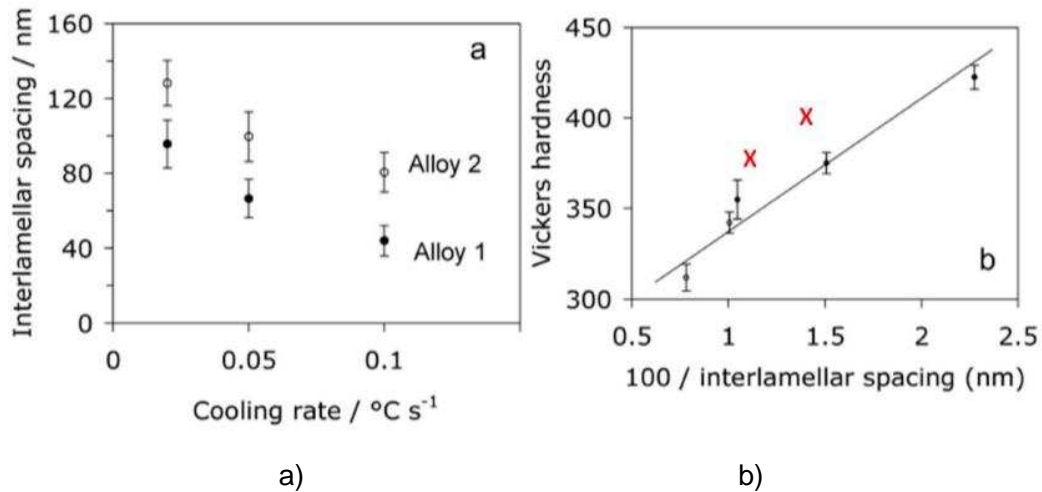 160
120
80
40
0
0
0.05
0.1
Interlamellar spacing / nm
Cooling rate / °C s⁻¹
a
Alloy 2
Alloy 1
450
400
350
300
0.5
1
1.5
2
2.5
Vickers hardness
100 / interlamellar spacing (nm)
X
X
b
a)
b)